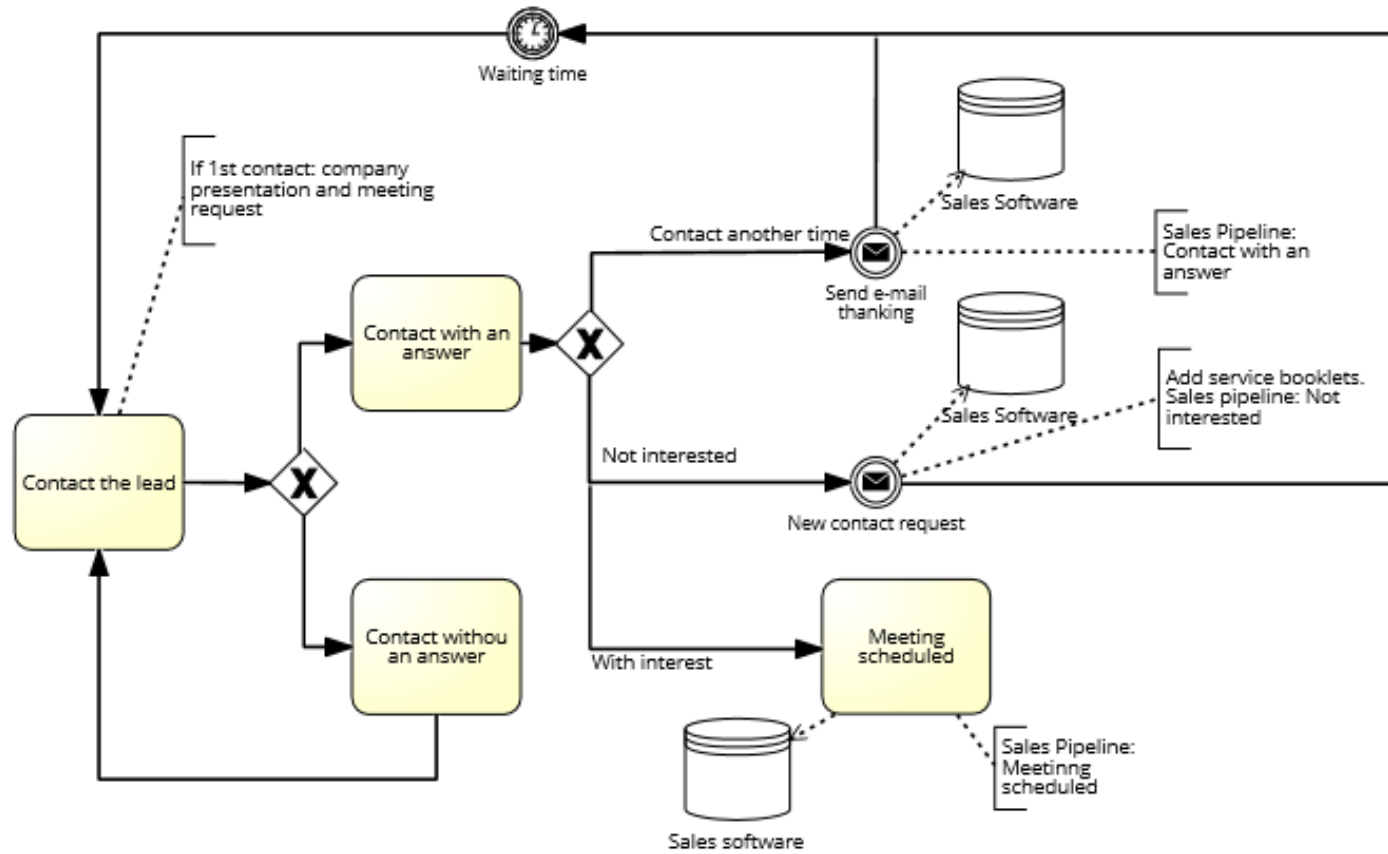 Waiting time
If 1st contact: company
presentation and meeting
request
Sales Software
Contact another time
Sales Pipeline:
Contact with an
answer
Send e-mail
thanking
Contact with an
answer
Add service booklets.
Sales pipeline: Not
interested
Sales Software
Not interested
Contact the lead
New contact request
Contact withou
an answer
Meeting
scheduled
With interest
Sales Pipeline:
Meetinng
scheduled
Sales software